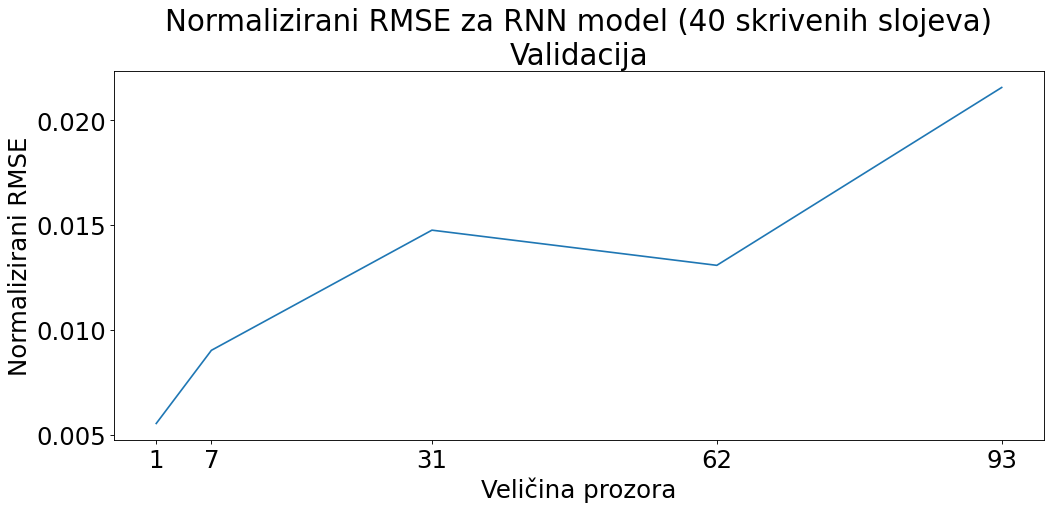 Normalizirani RMSE za RNN model (40 skrivenih slojeva)
Validacija
Normalizirani RMSE
0.020
0.015
0.010
0.005
1 7 31 62 93
Veličina prozora